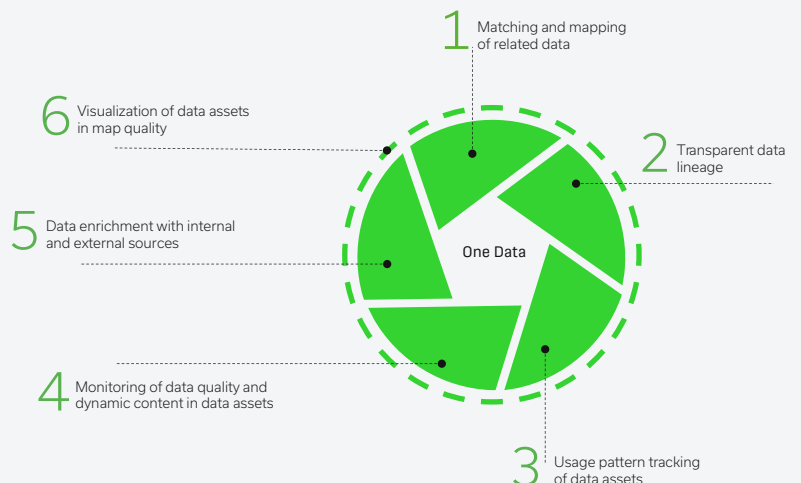 1
Matching and mapping
of related data
2
Transparent data
lineage
3
Usage pattern tracking
of data assets
4
Monitoring of data quality and
dynamic content in data assets
5
Data enrichment with internal
and external sources
6
Visualization of data assets
in map quality
One Data